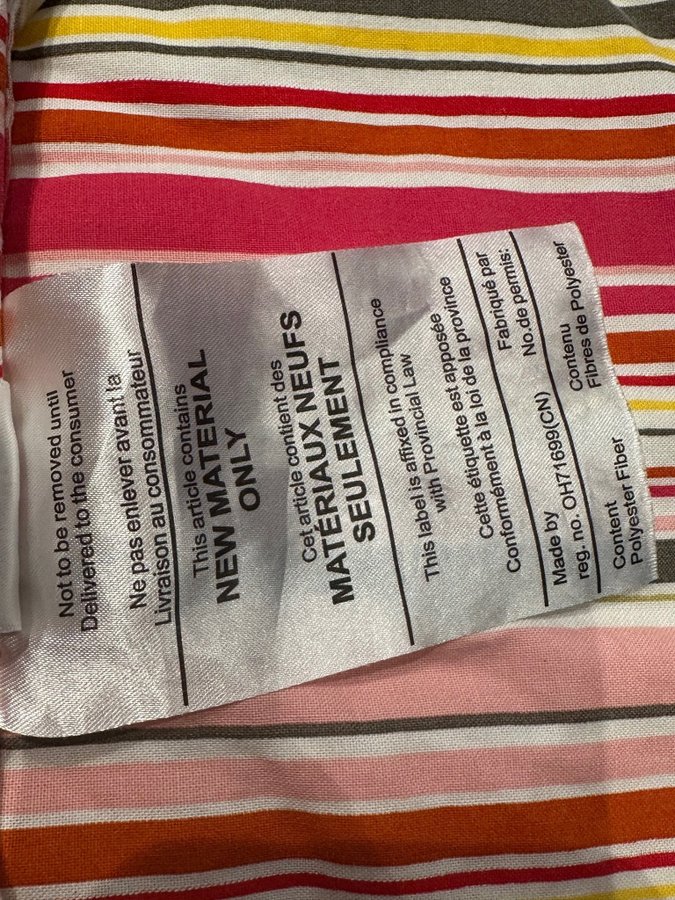 Not to be removed until
Delivered to the consumer
Ne pas enlever avant la
Livraison au consommateur
This article contains
NEW MATERIAL
ONLY
Cet article contient des
MATÉRIAUX NEUFS
SEULEMENT
This label is affixed in compliance
with Provincial Law
Cette étiquette est apposée
Conformément à la loi de la province
Made by
reg. no. OH71699(CN)
Fabriqué par
No.de permis:
Content
Polyester Fiber
Contenu
Fibres de Polyester